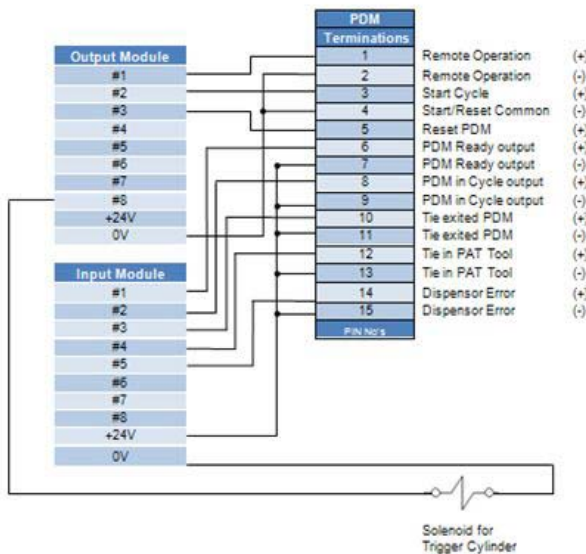 PDM
Terminations
1 Remote Operation (+)
2 Remote Operation (-)
3 Start Cycle (+)
4 Start/Reset Common (-)
5 Reset PDM (+)
6 PDM Ready output (+)
7 PDM Ready output (-)
8 PDM in Cycle output (+)
9 PDM in Cycle output (-)
10 Tie exited PDM (+)
11 Tie exited PDM (-)
12 Tie in PAT Tool (+)
13 Tie in PAT Tool (-)
14 Dispensor Error (+)
15 Dispensor Error (-)
PIN No's
Output Module
#1
#2
#3
#4
#5
#6
#7
#8
+24V
0V
Input Module
#1
#2
#3
#4
#5
#6
#7
#8
+24V
0V
Solenoid for
Trigger Cylinder